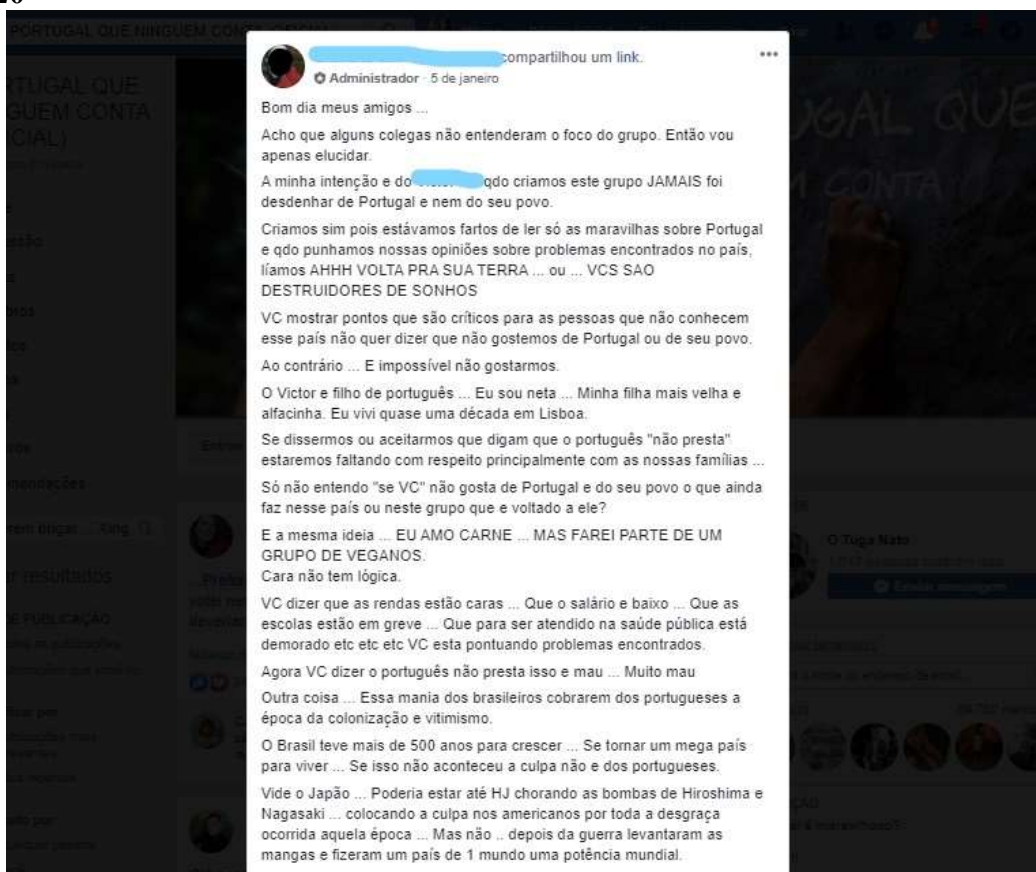 PORTUGAL QUE NINGUÉM CON
compartilhou um link.
Administrador · 5 de janeiro
Bom dia meus amigos ...
Acho que alguns colegas não entenderam o foco do grupo. Então vou
apenas elucidar.
A minha intenção e do qdo criamos este grupo JAMAIS foi
desdenhar de Portugal e nem do seu povo.
Criamos sim pois estávamos fartos de ler só as maravilhas sobre Portugal
e qdo punhamos nossas opiniões sobre problemas encontrados no país,
líamos AHHH VOLTA PRA SUA TERRA ... ou ... VCS SAO
DESTRUIDORES DE SONHOS
VC mostrar pontos que são críticos para as pessoas que não conhecem
esse país não quer dizer que não gostemos de Portugal ou de seu povo.
Ao contrário ... E impossível não gostarmos.
O Victor e filho de português ... Eu sou neta ... Minha filha mais velha e
alfacinha. Eu vivi quase uma década em Lisboa.
Se dissermos ou aceitarmos que digam que o português "não presta"
estaremos faltando com respeito principalmente com as nossas famílias ...
Só não entendo "se VC" não gosta de Portugal e do seu povo o que ainda
faz nesse país ou neste grupo que e voltado a ele?
E a mesma ideia ... EU AMO CARNE ... MAS FAREI PARTE DE UM
GRUPO DE VEGANOS.
Cara não tem lógica.
VC dizer que as rendas estão caras ... Que o salário e baixo ... Que as
escolas estão em greve ... Que para ser atendido na saúde pública está
demorado etc etc etc VC esta pontuando problemas encontrados.
Agora VC dizer o português não presta isso e mau ... Muito mau
Outra coisa ... Essa mania dos brasileiros cobrarem dos portugueses a
época da colonização e vitimismo.
O Brasil teve mais de 500 anos para crescer ... Se tornar um mega país
para viver ... Se isso não aconteceu a culpa não e dos portugueses.
Vide o Japão ... Poderia estar até HJ chorando as bombas de Hiroshima e
Nagasaki ... colocando a culpa nos americanos por toda a desgraça
ocorrida aquela época ... Mas não .. depois da guerra levantaram as
mangas e fizeram um país de 1 mundo uma potência mundial.
O Tuga Nato